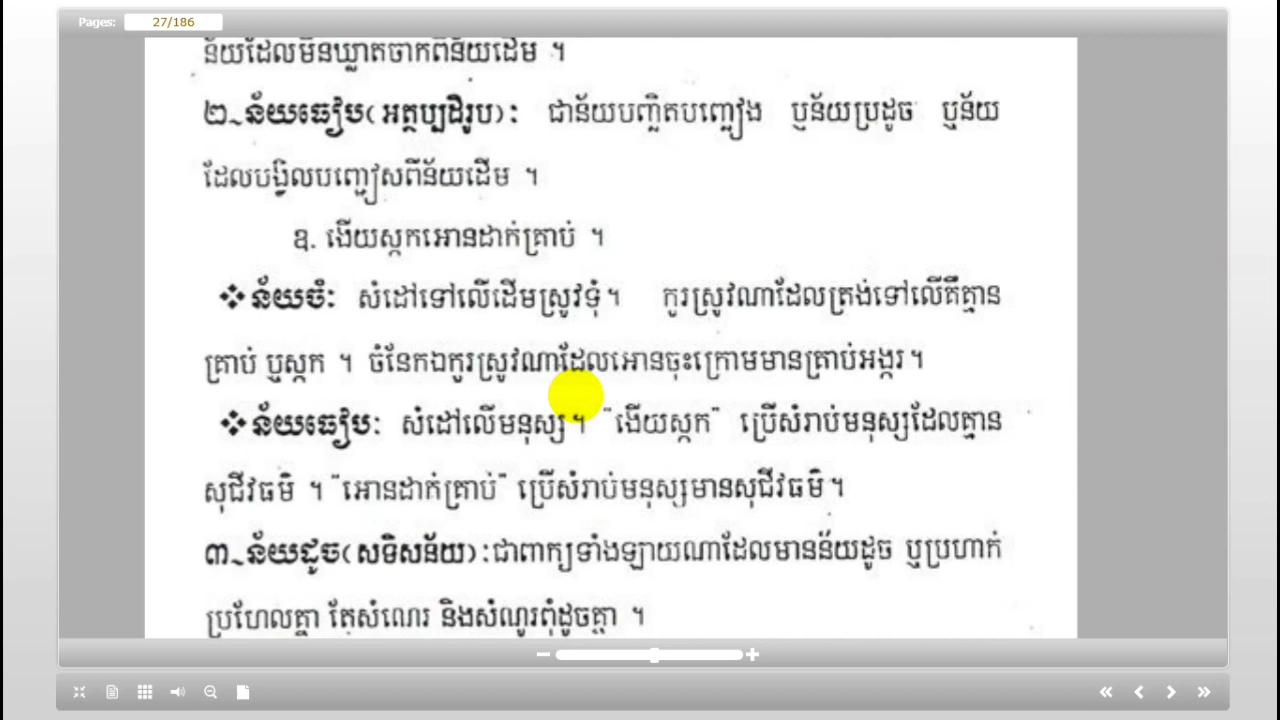 Pages: 27/186
ន័យដែលមិនឃ្លាតចាកពីន័យដើម ។
២~ន័យធៀប(អត្ថប្បដិរូប): ជាន័យបញ្ឆិតបញ្ឆៀង ឬន័យប្រដូច ឬន័យ
ដែលបង្វិលបញ្ចៀសពីន័យដើម ។
ឧ. ងើយស្កកអោនដាក់គ្រាប់ ។
❖ន័យចំ: សំដៅទៅលើដើមស្រូវទុំ។ កួរស្រូវណាដែលត្រង់ទៅលើគឺគ្មាន
គ្រាប់ ឬស្កក ។ ចំនែកឯកួរស្រូវណាដែលអោនចុះក្រោមមានគ្រាប់អង្ករ។
❖ន័យធៀប: សំដៅលើមនុស្ស។ "ងើយស្កក" ប្រើសំរាប់មនុស្សដែលគ្មាន
សុជីវធម៌ ។ "អោនដាក់គ្រាប់" ប្រើសំរាប់មនុស្សមានសុជីវធម៌។
៣~ន័យដូច(សទិសន័យ):ជាពាក្យទាំងឡាយណាដែលមានន័យដូច ឬប្រហាក់
ប្រហែលគ្នា តែសំណេរ និងសំណូរពុំដូចគ្នា ។